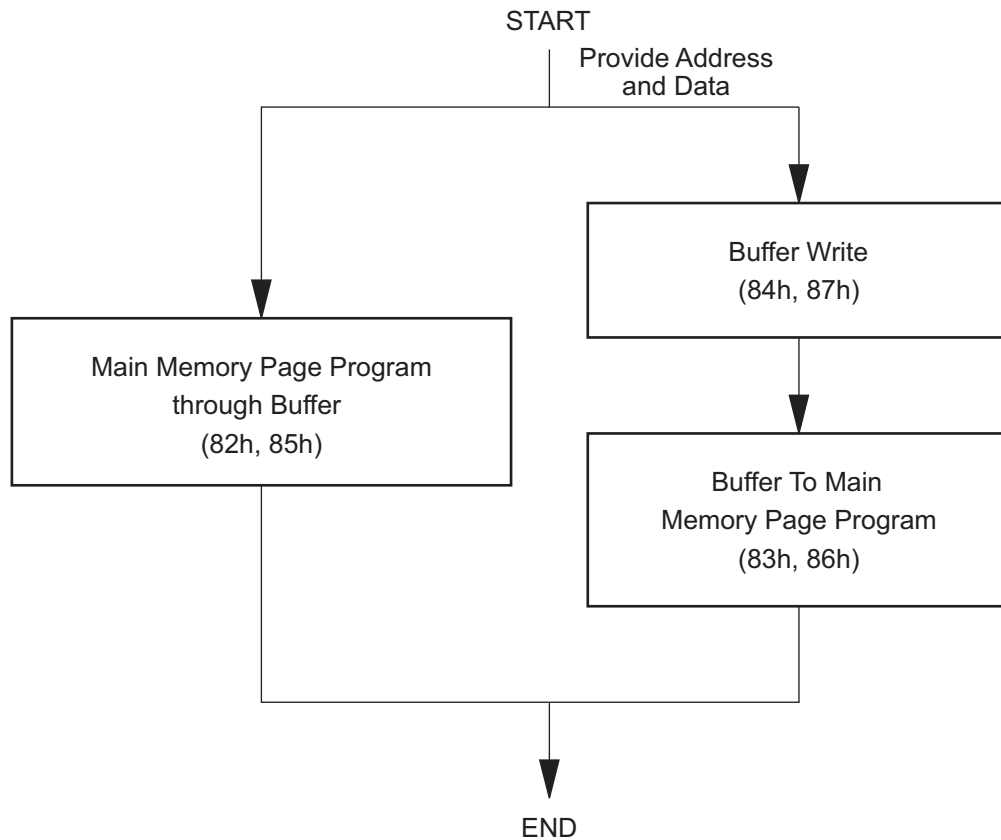 START
Provide Address
and Data
Buffer Write
(84h, 87h)
Main Memory Page Program
through Buffer
(82h, 85h)
Buffer To Main
Memory Page Program
(83h, 86h)
END